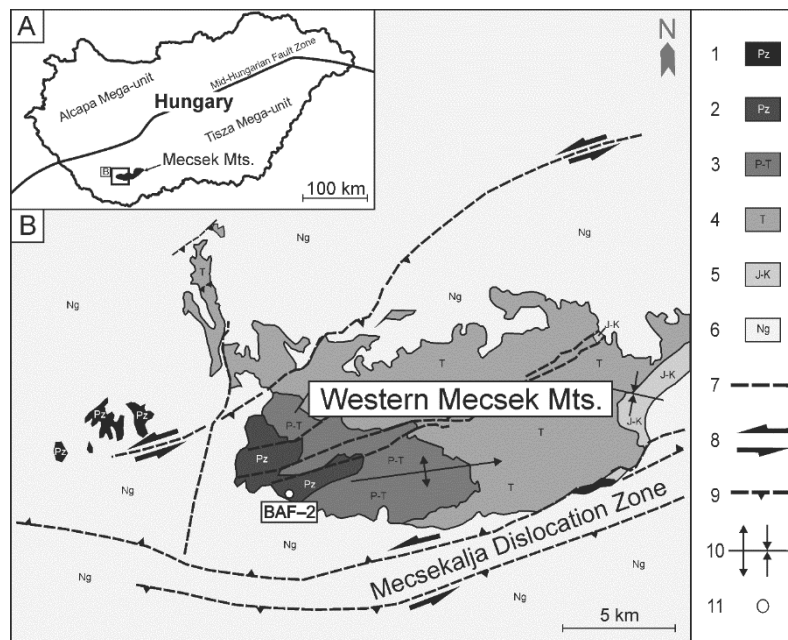 A
Mid-Hungarian Fault Zone
Alcapa Mega-unit
Hungary
Tisza Mega-unit
B
Mecsek Mts.
100 km
N
B
Ng
Ng
T
Ng
Ng
J-K
T
T
J-K
Western Mecsek Mts.
Pz
Pz
Pz
P-T
J-K
T
Pz
Pz
P-T
P-T
T
BAF–2
Ng
Ng
Ng
Ng
Ng
Mecsekalja Dislocation Zone
5 km
1 Pz
2 Pz
3 P-T
4 T
5 J-K
6 Ng
7
8
9
10
11